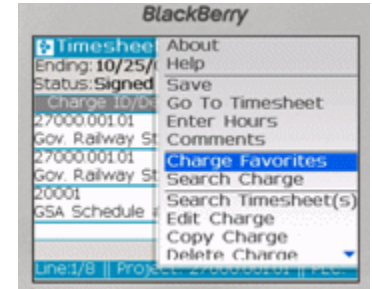 BlackBerry
Timeshee
Ending: 10/25/
Status: Signed
Charge ID/De
27000.001.01
Gov. Railway St
27000.001.01
Gov. Railway St
20001
GSA Schedule
Line:1/8 || Project: 27000.001.01 || PLC:
About
Help
Save
Go To Timesheet
Enter Hours
Comments
Charge Favorites
Search Charge
Search Timesheet(s)
Edit Charge
Copy Charge
Delete Charge